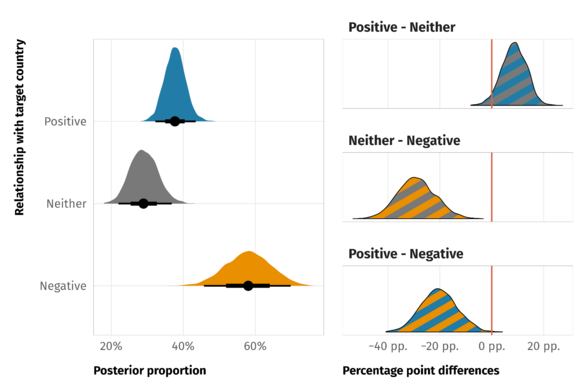 Relationship with target country
Positive
Neither
Negative
20%
40%
60%
Posterior proportion
Positive - Neither
Neither - Negative
Positive - Negative
−40 pp.
−20 pp.
0 pp.
20 pp.
Percentage point differences